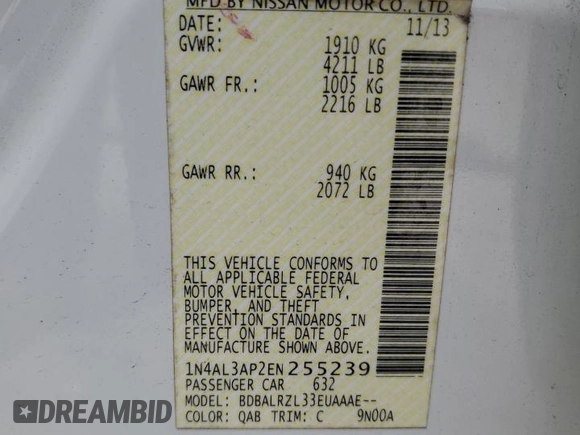 MFD BY NISSAN MOTOR CO., LTD.
DATE: 11/13
GVWR: 1910 KG
4211 LB
GAWR FR.: 1005 KG
2216 LB
GAWR RR.: 940 KG
2072 LB
THIS VEHICLE CONFORMS TO
ALL APPLICABLE FEDERAL
MOTOR VEHICLE SAFETY,
BUMPER, AND THEFT
PREVENTION STANDARDS IN
EFFECT ON THE DATE OF
MANUFACTURE SHOWN ABOVE.
1N4AL3AP2EN255239
PASSENGER CAR 632
MODEL: BDBALRZL33EUAAAE--
COLOR: QAB TRIM: C 9N00A
DREAMBID